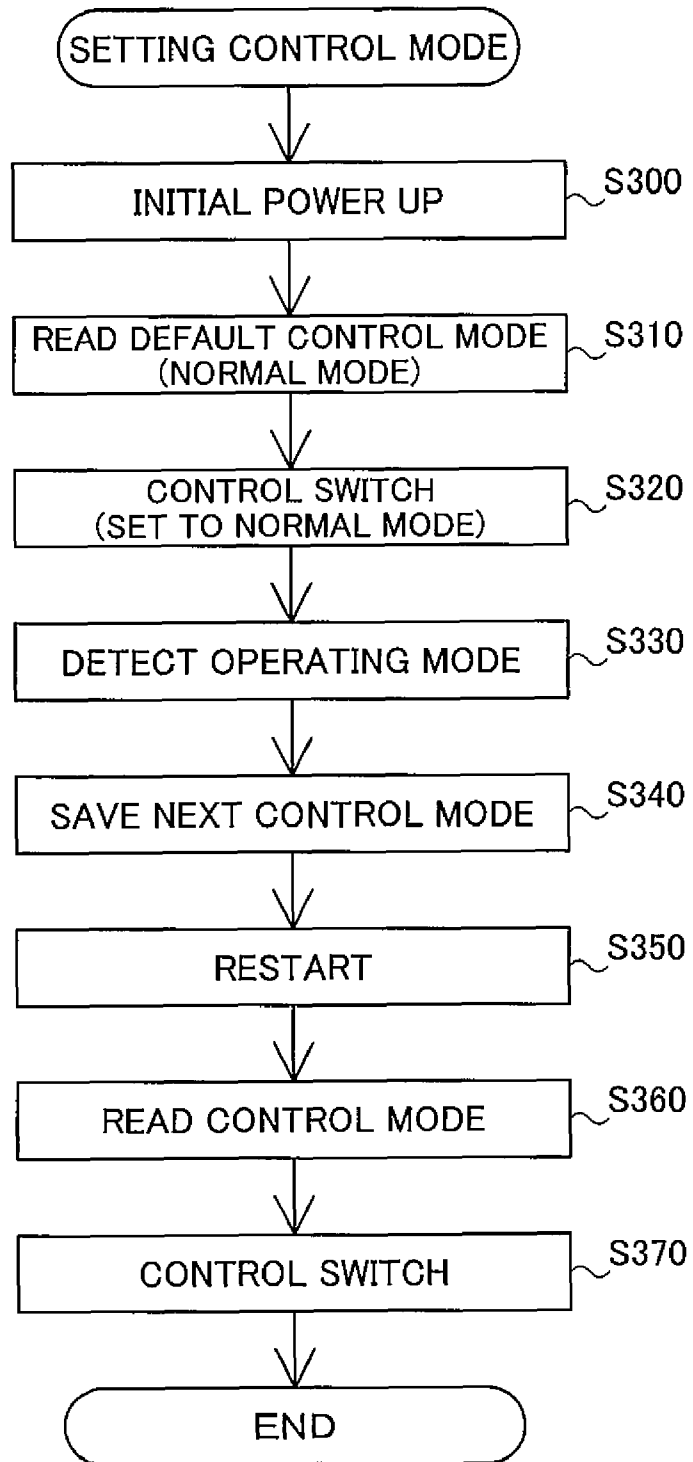 SETTING CONTROL MODE
INITIAL POWER UP
S300
READ DEFAULT CONTROL MODE
(NORMAL MODE)
S310
CONTROL SWITCH
(SET TO NORMAL MODE)
S320
DETECT OPERATING MODE
S330
SAVE NEXT CONTROL MODE
S340
RESTART
S350
READ CONTROL MODE
S360
CONTROL SWITCH
S370
END